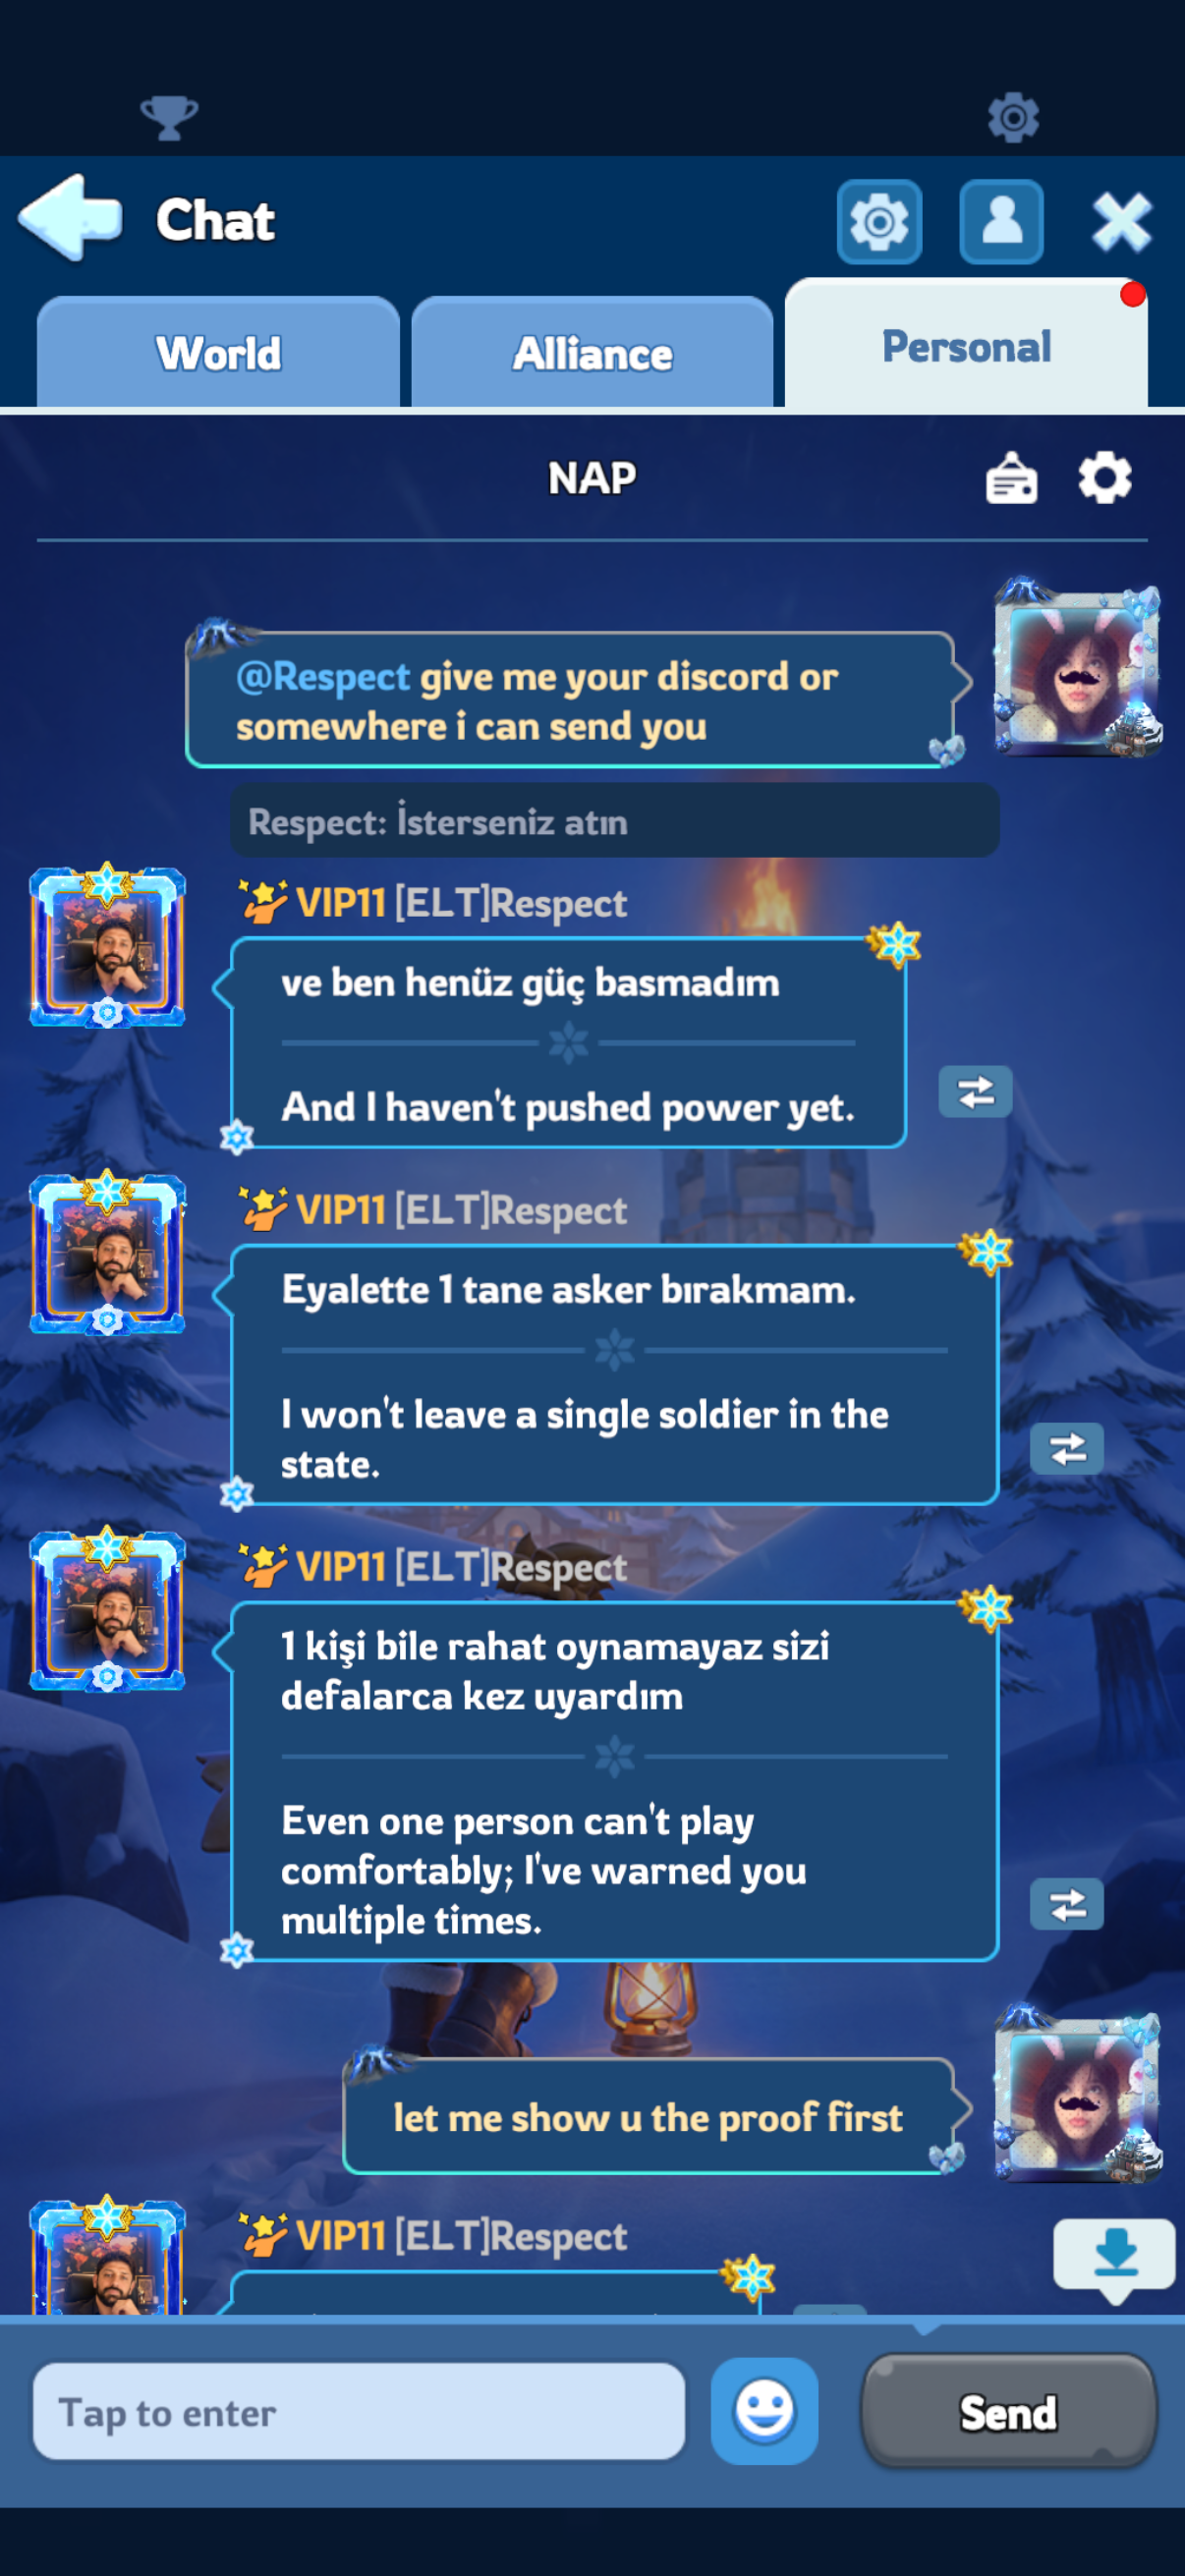 Chat
World
Alliance
Personal
NAP
@Respect give me your discord or
somewhere i can send you
Respect: İsterseniz atın
VIP11 [ELT]Respect
ve ben henüz güç basmadım
And I haven't pushed power yet.
VIP11 [ELT]Respect
Eyalette 1 tane asker bırakmam.
I won't leave a single soldier in the
state.
VIP11 [ELT]Respect
1 kişi bile rahat oynamayaz sizi
defalarca kez uyardım
Even one person can't play
comfortably; I've warned you
multiple times.
let me show u the proof first
VIP11 [ELT]Respect
Tap to enter
Send